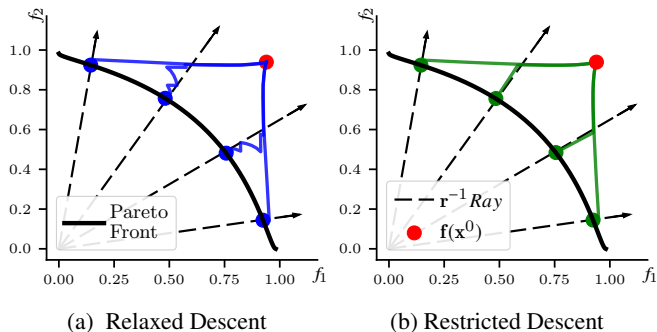 f₂
1.0
0.8
0.6
0.4
0.2
0.0
0.00 0.25 0.50 0.75 1.00
f₁
Pareto
Front
(a) Relaxed Descent
f₂
1.0
0.8
0.6
0.4
0.2
0.0
0.00 0.25 0.50 0.75 1.00
f₁
r⁻¹ Ray
f(x⁰)
(b) Restricted Descent